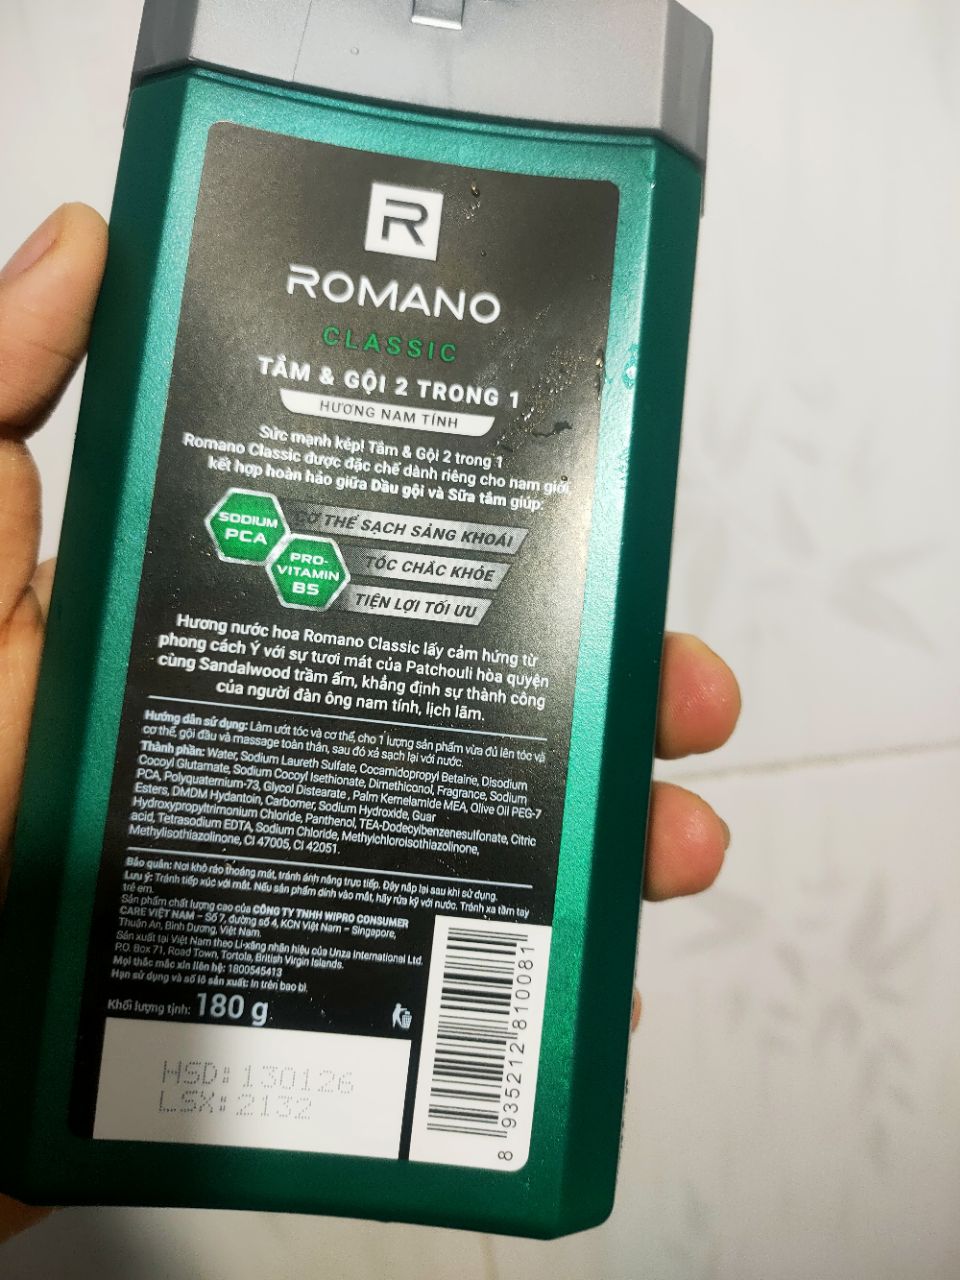 R
ROMANO
CLASSIC
TẮM & GỘI 2 TRONG 1
HƯƠNG NAM TÍNH
Sức mạnh kép! Tắm & Gội 2 trong 1
Romano Classic được đặc chế dành riêng cho nam giới
kết hợp hoàn hảo giữa Dầu gội và Sữa tắm giúp:
SODIUM
PCA
PRO-
VITAMIN
B5
CƠ THỂ SẠCH SẢNG KHOÁI
TÓC CHẮC KHỎE
TIỆN LỢI TỐI ƯU
Hương nước hoa Romano Classic lấy cảm hứng từ
phong cách Ý với sự tươi mát của Patchouli hòa quyện
cùng Sandalwood trầm ấm, khẳng định sự thành công
của người đàn ông nam tính, lịch lãm.
Hướng dẫn sử dụng: Làm ướt tóc và cơ thể, cho 1 lượng sản phẩm vừa đủ lên tóc và
cơ thể, gội đầu và massage toàn thân, sau đó xả sạch lại với nước.
Thành phần: Water, Sodium Laureth Sulfate, Cocamidopropyl Betaine, Disodium
Cocoyl Glutamate, Sodium Cocoyl Isethionate, Dimethiconol, Fragrance, Sodium
PCA, Polyquaternium-73, Glycol Distearate, Palm Kernelamide MEA, Olive Oil PEG-7
Esters, DMDM Hydantoin, Carbomer, Sodium Hydroxide, Guar
Hydroxypropyltrimonium Chloride, Panthenol, TEA-Dodecylbenzenesulfonate, Citric
acid, Tetrasodium EDTA, Sodium Chloride, Methylchloroisothiazolinone,
Methylisothiazolinone, CI 47005, CI 42051.
Bảo quản: Nơi khô ráo thoáng mát, tránh ánh nắng trực tiếp. Đậy nắp lại sau khi sử dụng.
Lưu ý: Tránh tiếp xúc với mắt. Nếu sản phẩm dính vào mắt, hãy rửa kỹ với nước. Tránh xa tầm tay
trẻ em.
Sản phẩm chất lượng cao của CÔNG TY TNHH WIPRO CONSUMER
CARE VIỆT NAM – Số 7, đường số 4, KCN Việt Nam – Singapore,
Thuận An, Bình Dương, Việt Nam.
Sản xuất tại Việt Nam theo Li-xăng nhãn hiệu của Unza International Ltd.
P.O. Box 71, Road Town, Tortola, British Virgin Islands.
Mọi thắc mắc xin liên hệ: 1800545413
Hạn sử dụng và số lô sản xuất: In trên bao bì.
Khối lượng tịnh: 180 g
HSD: 130126
LSX: 2132
8 935212 810081